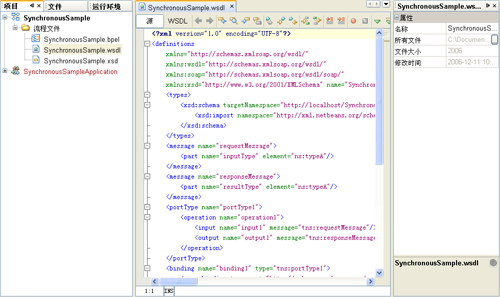 项目
文件
运行环境
SynchronousSample
流程文件
SynchronousSample.bpel
SynchronousSample.wsdl
SynchronousSample.xsd
SynchronousSampleApplication
SynchronousSample.wsdl
源
WSDL
<?xml version="1.0" encoding="UTF-8"?>
<definitions
xmlns="http://schemas.xmlsoap.org/wsdl/"
xmlns:wsdl="http://schemas.xmlsoap.org/wsdl/"
xmlns:soap="http://schemas.xmlsoap.org/wsdl/soap/"
xmlns:xsd="http://www.w3.org/2001/XMLSchema" name="Synchron
<types>
<xsd:schema targetNamespace="http://localhost/Synchrono
<xsd:import namespace="http://xml.netbeans.org/sche
</xsd:schema>
</types>
<message name="requestMessage">
<part name="inputType" element="ns:typeA"/>
</message>
<message name="responseMessage">
<part name="resultType" element="ns:typeA"/>
</message>
<portType name="portType1">
<operation name="operation1">
<input name="input1" message="tns:requestMessage"/>
<output name="output1" message="tns:responseMessage
</operation>
</portType>
<binding name="binding1" type="tns:portType1">
1:1
INS
SynchronousSample.ws...
属性
名称
SynchronousS...
所有文件
C:\Documen...
文件大小
2006
修改时间
2006-12-11 10...
SynchronousSample.wsdl